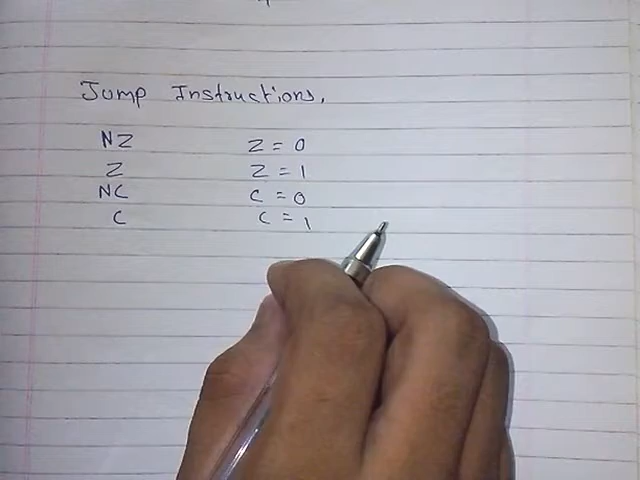 Jump Instructions.
NZ Z = 0
Z Z = 1
NC C = 0
C C = 1